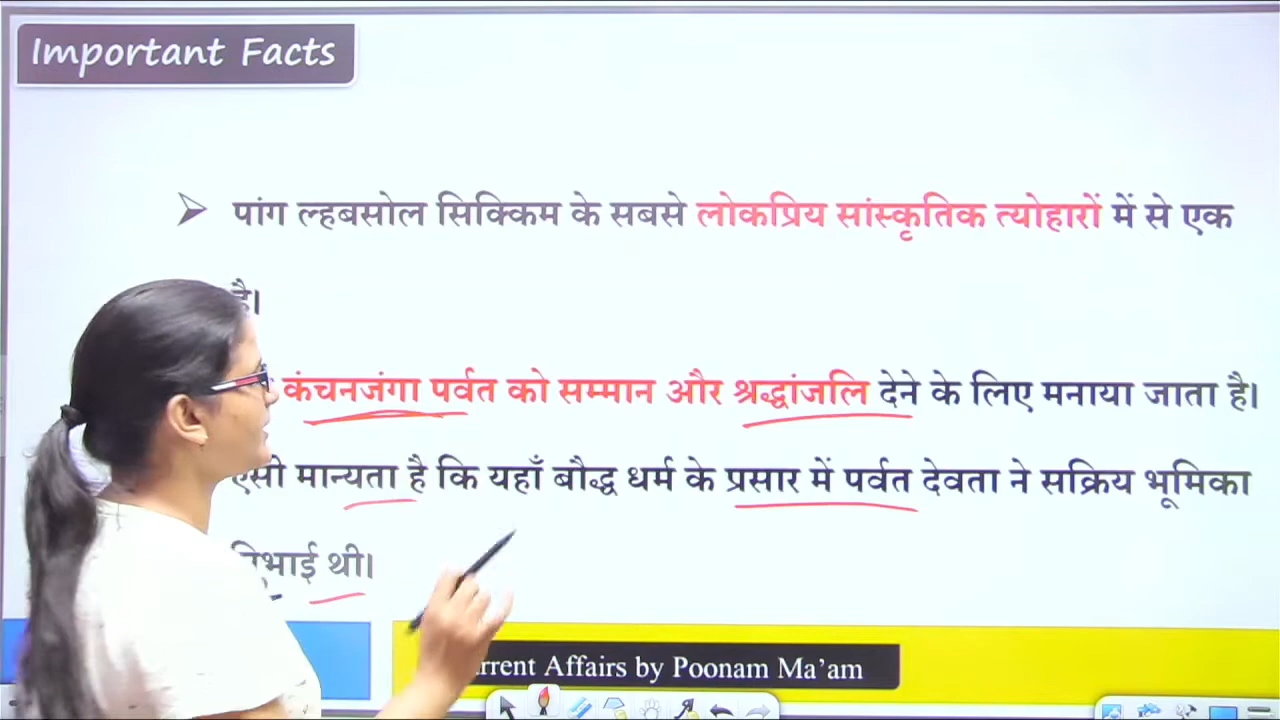 Important Facts
➢ पांग ल्हबसोल सिक्किम के सबसे लोकप्रिय सांस्कृतिक त्योहारों में से एक
है।
कंचनजंगा पर्वत को सम्मान और श्रद्धांजलि देने के लिए मनाया जाता है।
मान्यता है कि यहाँ बौद्ध धर्म के प्रसार में पर्वत देवता ने सक्रिय भूमिका
थी।
Affairs by Poonam Ma'am